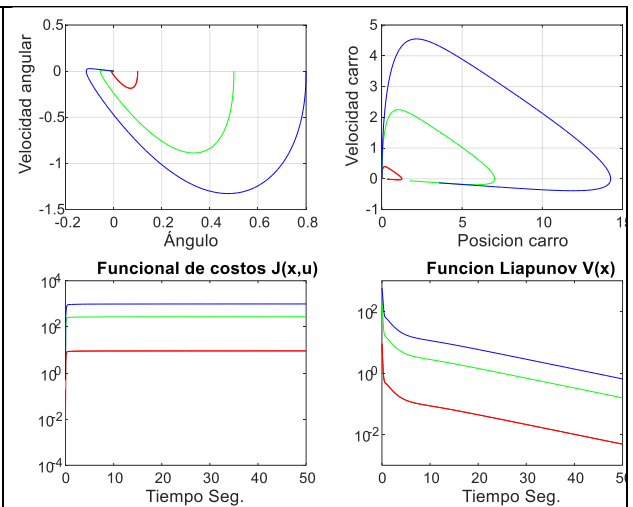 0.5
0
-0.5
-1
-1.5
-0.2 0 0.2 0.4 0.6 0.8
Velocidad angular
Ángulo
5
4
3
2
1
0
-1
0 5 10 15
Velocidad carro
Posicion carro
Funcional de costos J(x,u)
10^4
10^2
10^0
10^-2
10^-4
0 10 20 30 40 50
Tiempo Seg.
Funcion Liapunov V(x)
10^2
10^0
10^-2
0 10 20 30 40 50
Tiempo Seg.